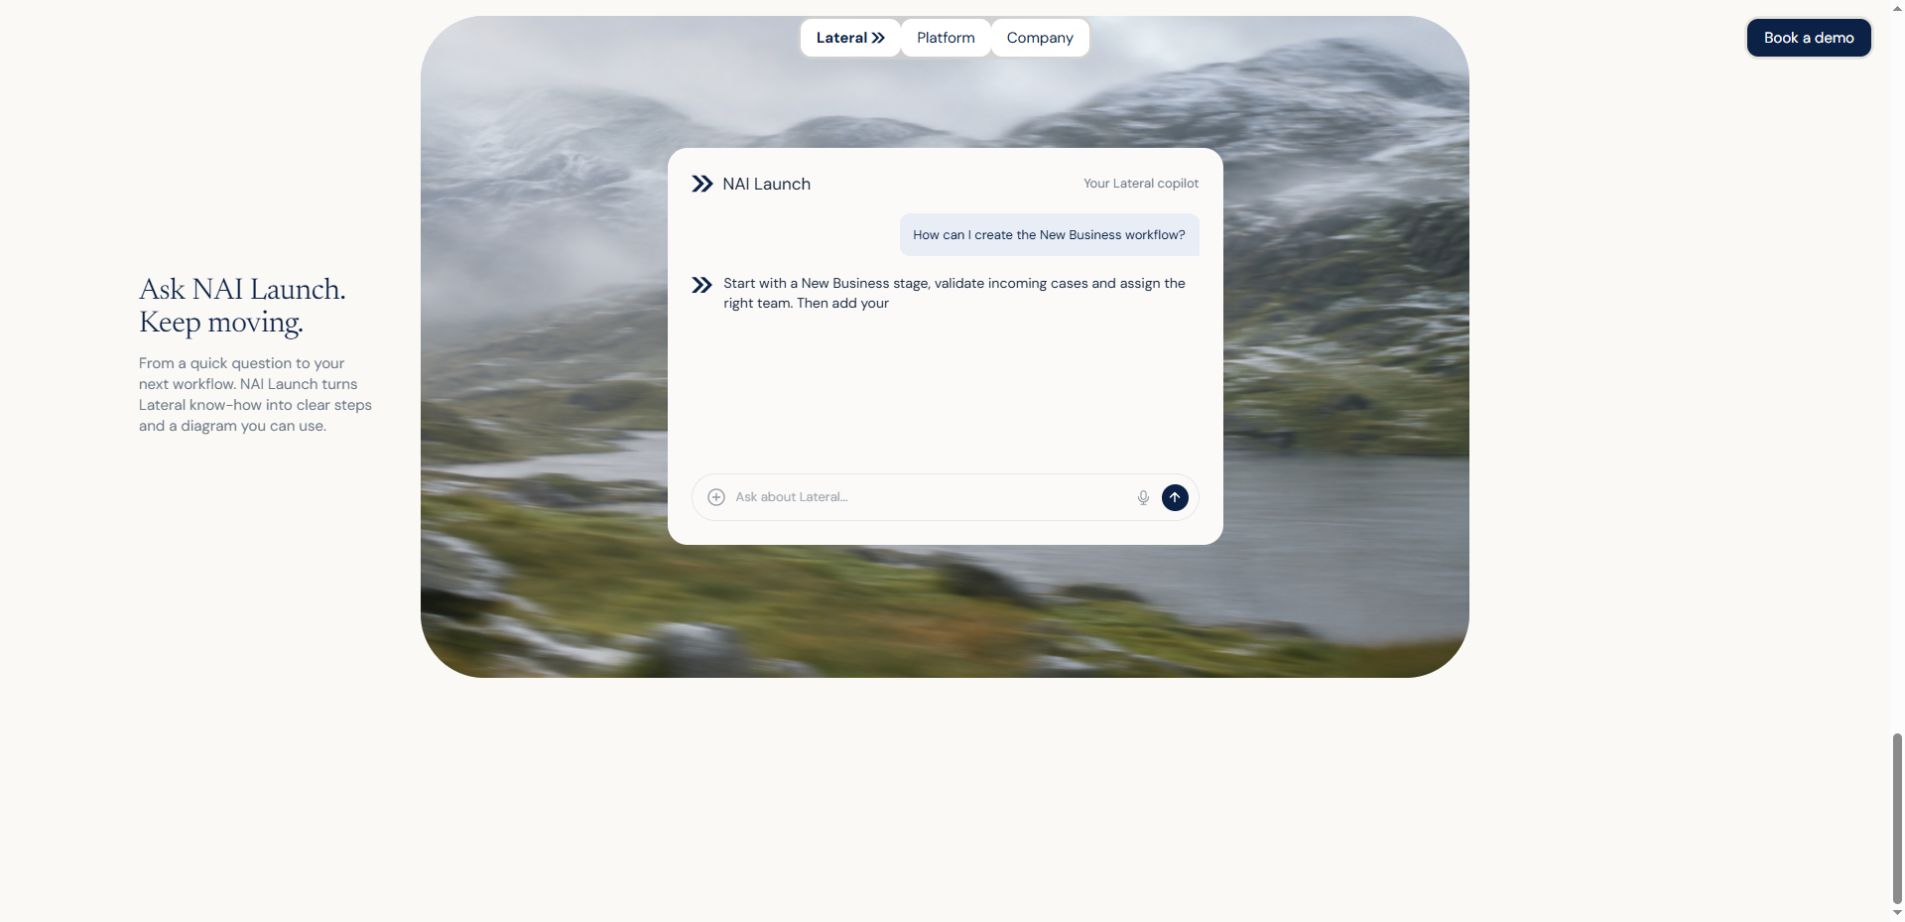 Lateral
Platform
Company
Book a demo
NAI Launch
Your Lateral copilot
How can I create the New Business workflow?
Start with a New Business stage, validate incoming cases and assign the
right team. Then add your
Ask about Lateral...
Ask NAI Launch.
Keep moving.
From a quick question to your
next workflow. NAI Launch turns
Lateral know-how into clear steps
and a diagram you can use.